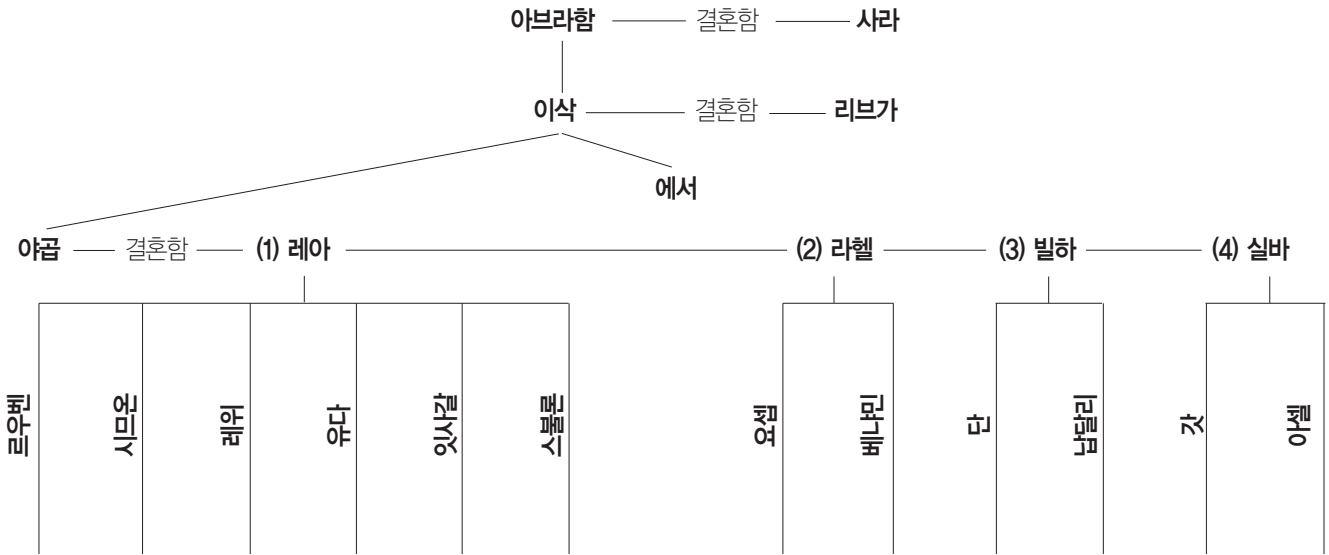 아브라함 결혼함 사라
이삭 결혼함 리브가
에서
야곱 결혼함 (1) 레아 (2) 라헬 (3) 빌하 (4) 실바
르우벤
시므온
레위
유다
잇사갈
스불론
요셉
베냐민
단
납달리
갓
아셀